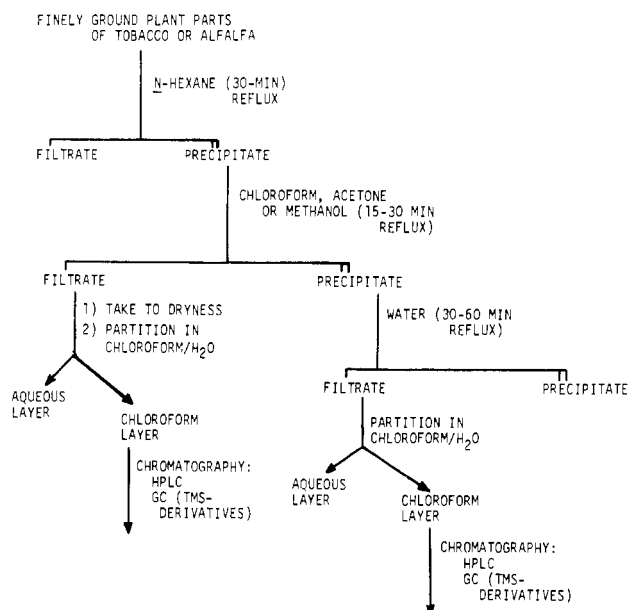 FINELY GROUND PLANT PARTS
OF TOBACCO OR ALFALFA
N-HEXANE (30-MIN)
REFLUX
FILTRATE
PRECIPITATE
CHLOROFORM, ACETONE
OR METHANOL (15-30 MIN
REFLUX)
FILTRATE
PRECIPITATE
1) TAKE TO DRYNESS
2) PARTITION IN
CHLOROFORM/H₂O
WATER (30-60 MIN
REFLUX)
AQUEOUS
LAYER
CHLOROFORM
LAYER
CHROMATOGRAPHY:
HPLC
GC (TMS-
DERIVATIVES)
FILTRATE
PRECIPITATE
PARTITION IN
CHLOROFORM/H₂O
AQUEOUS
LAYER
CHLOROFORM
LAYER
CHROMATOGRAPHY:
HPLC
GC (TMS-
DERIVATIVES)